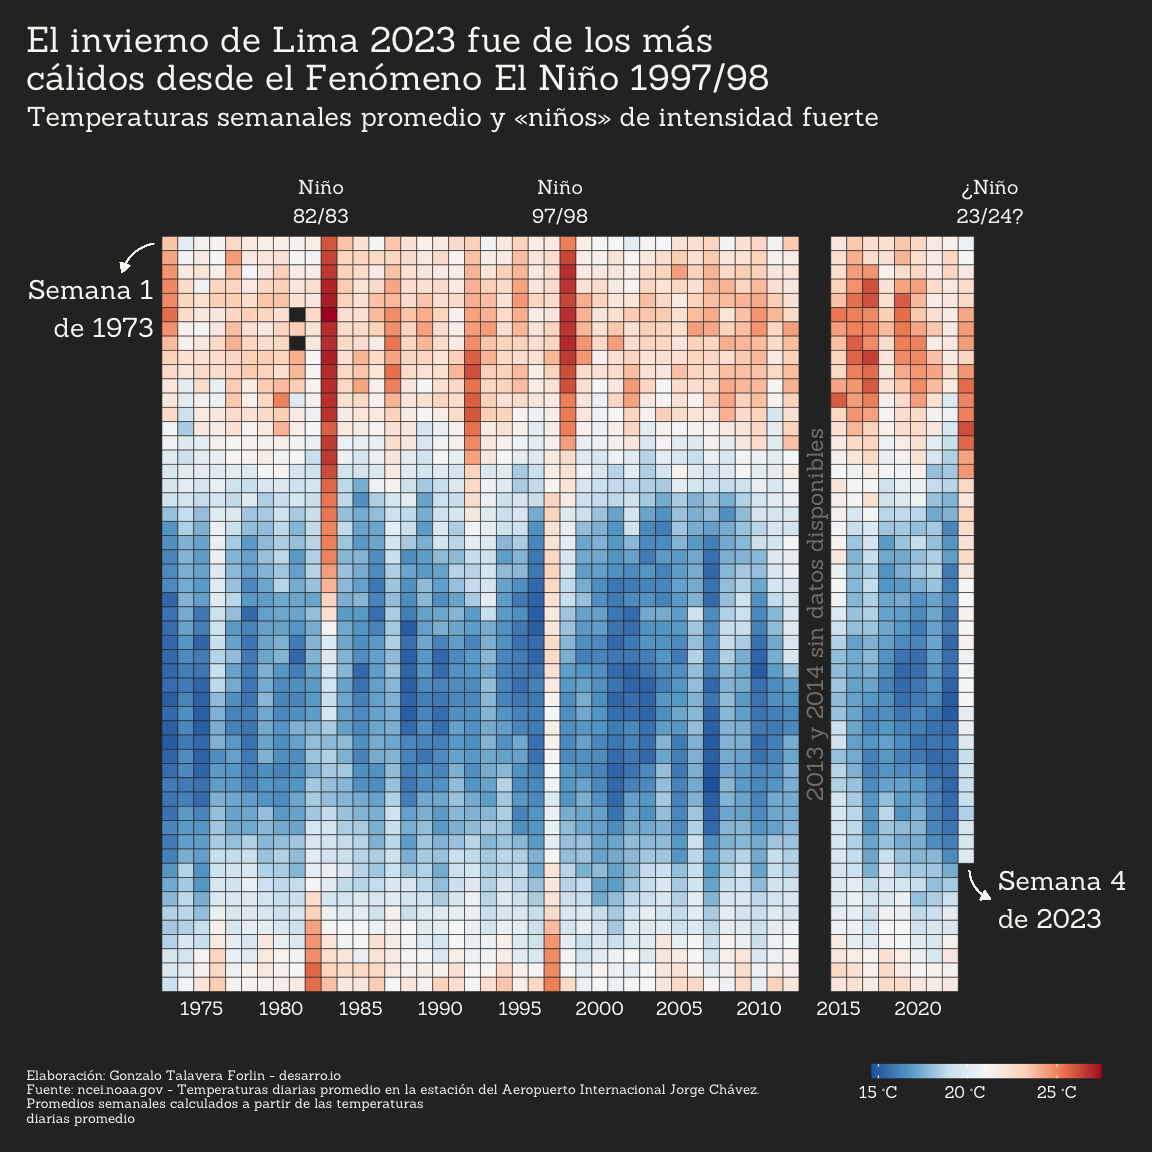 El invierno de Lima 2023 fue de los más
cálidos desde el Fenómeno El Niño 1997/98
Temperaturas semanales promedio y «niños» de intensidad fuerte
Niño
82/83
Niño
97/98
¿Niño
23/24?
Semana 1
de 1973
2013 y 2014 sin datos disponibles
Semana 4
de 2023
1975 1980 1985 1990 1995 2000 2005 2010 2015 2020
Elaboración: Gonzalo Talavera Forlin - desarro.io
Fuente: ncei.noaa.gov - Temperaturas diarias promedio en la estación del Aeropuerto Internacional Jorge Chávez.
Promedios semanales calculados a partir de las temperaturas
diarias promedio
15 °C 20 °C 25 °C